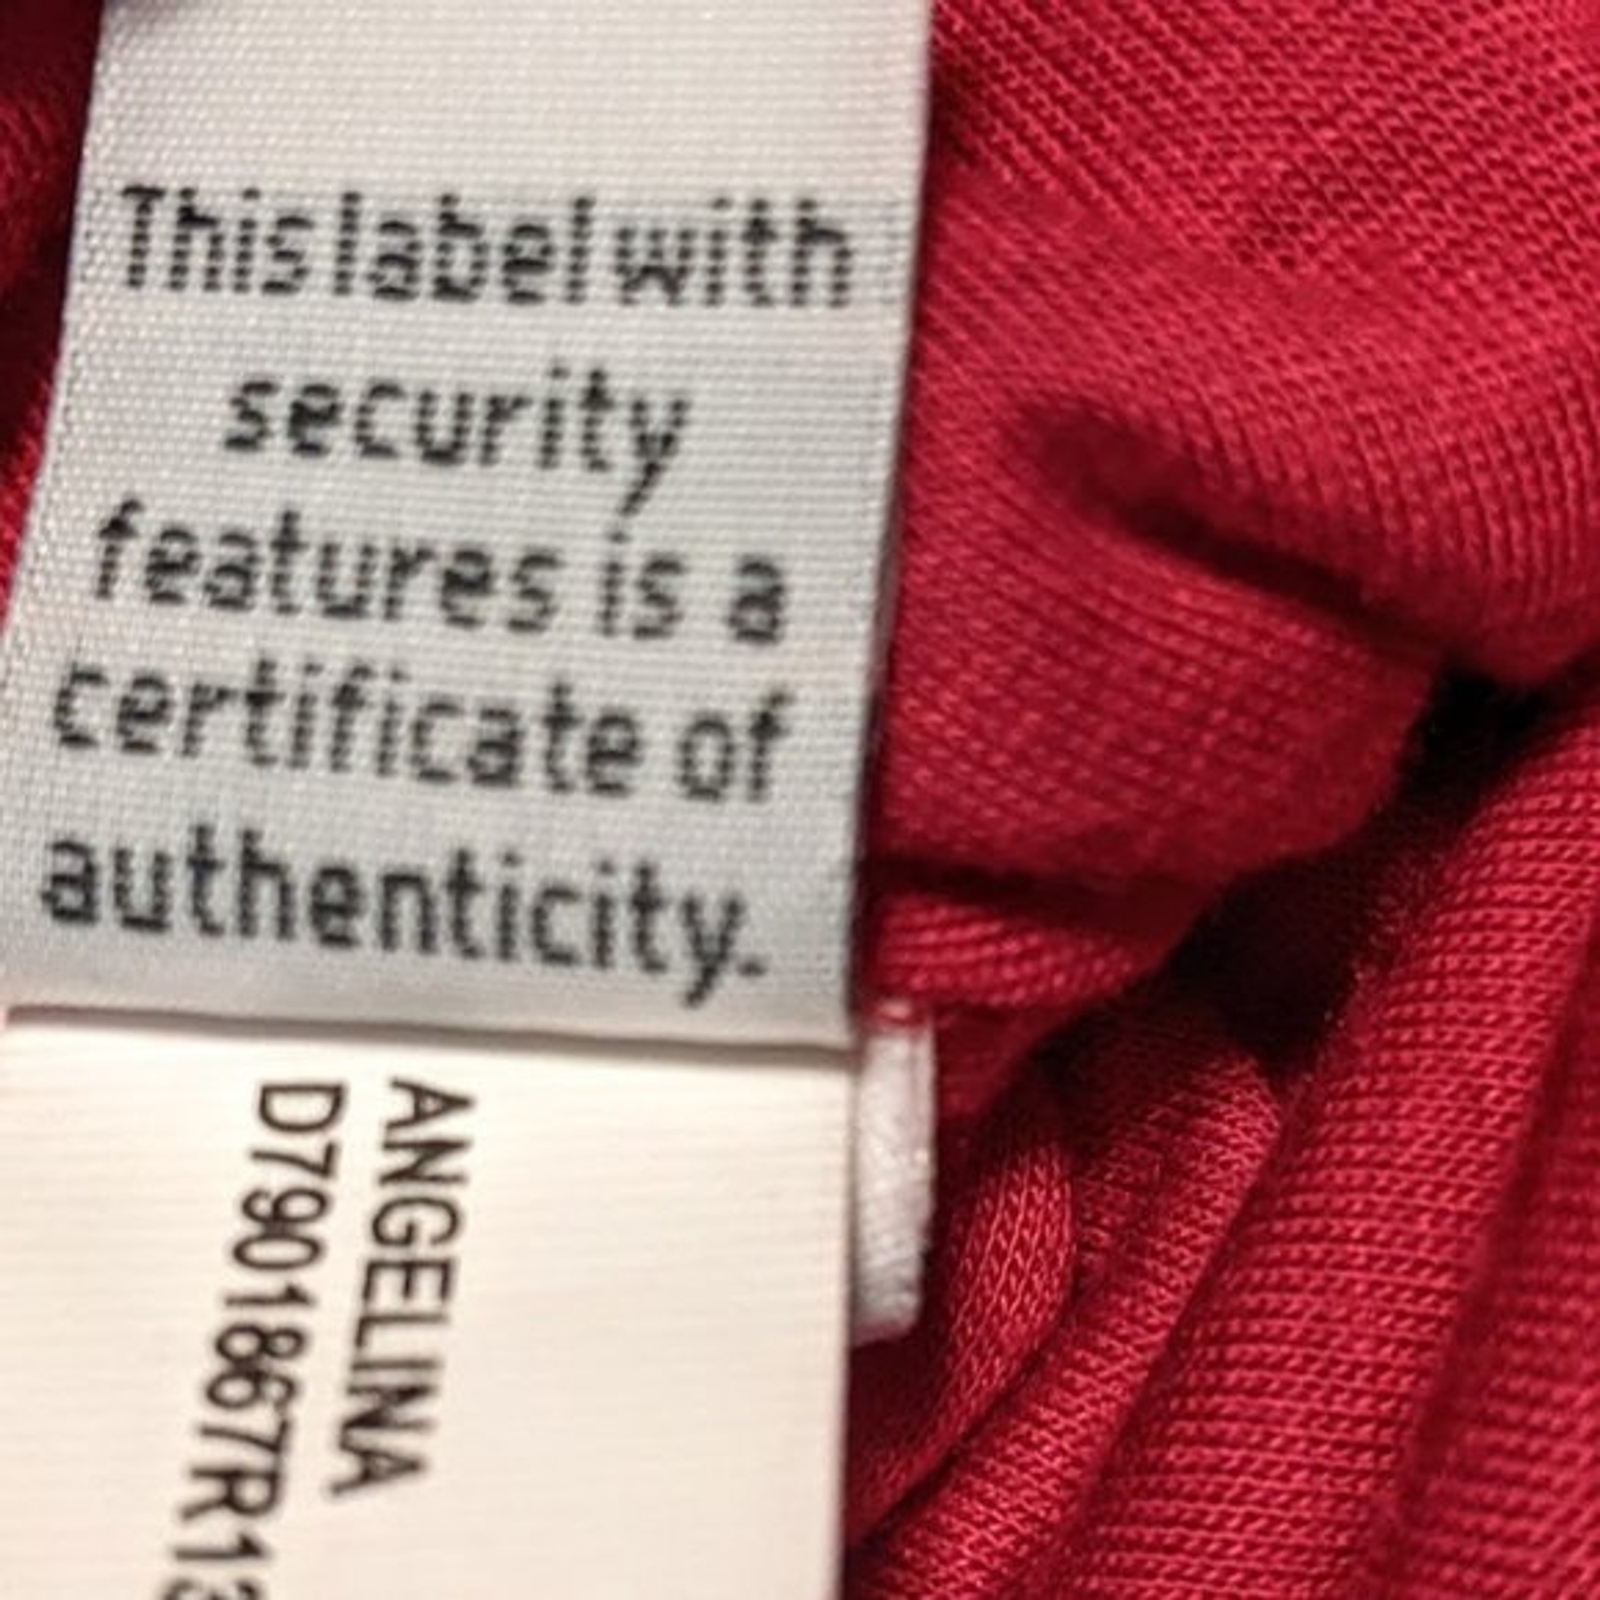 This label with
security
features is a
certificate of
authenticity.
ANGELINA
D7901867R13